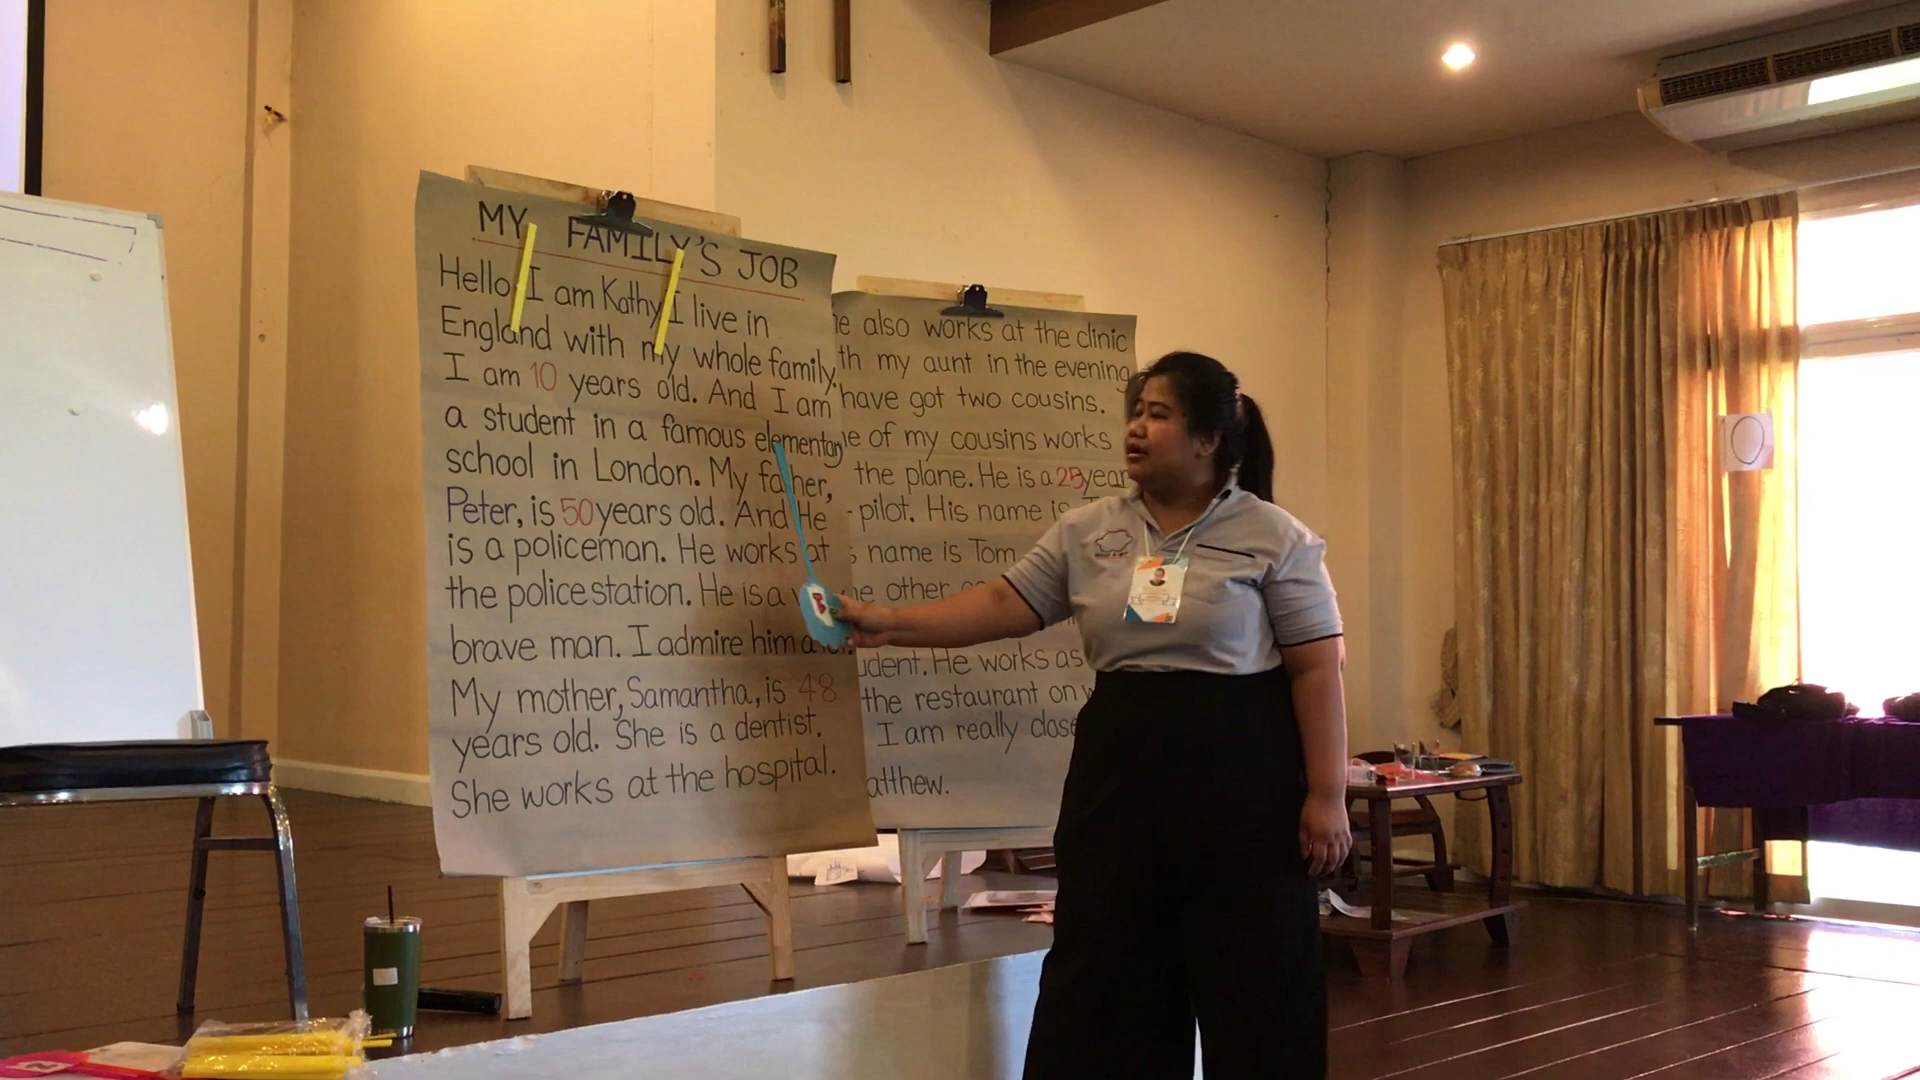 MY FAMILY'S JOB
Hello I am Kathy I live in
England with my whole family.
I am 10 years old. And I am
a student in a famous elementary
school in London. My father,
Peter, is 50 years old. And He
is a policeman. He works at
the police station. He is a
brave man. I admire him a
My mother, Samantha, is 48
years old. She is a dentist.
She works at the hospital.
also works at the clinic
my aunt in the evening
have got two cousins.
of my cousins works
the plane. He is a 25 year
- pilot. His name is
name is Tom
other
He works as
the restaurant on
I am really close